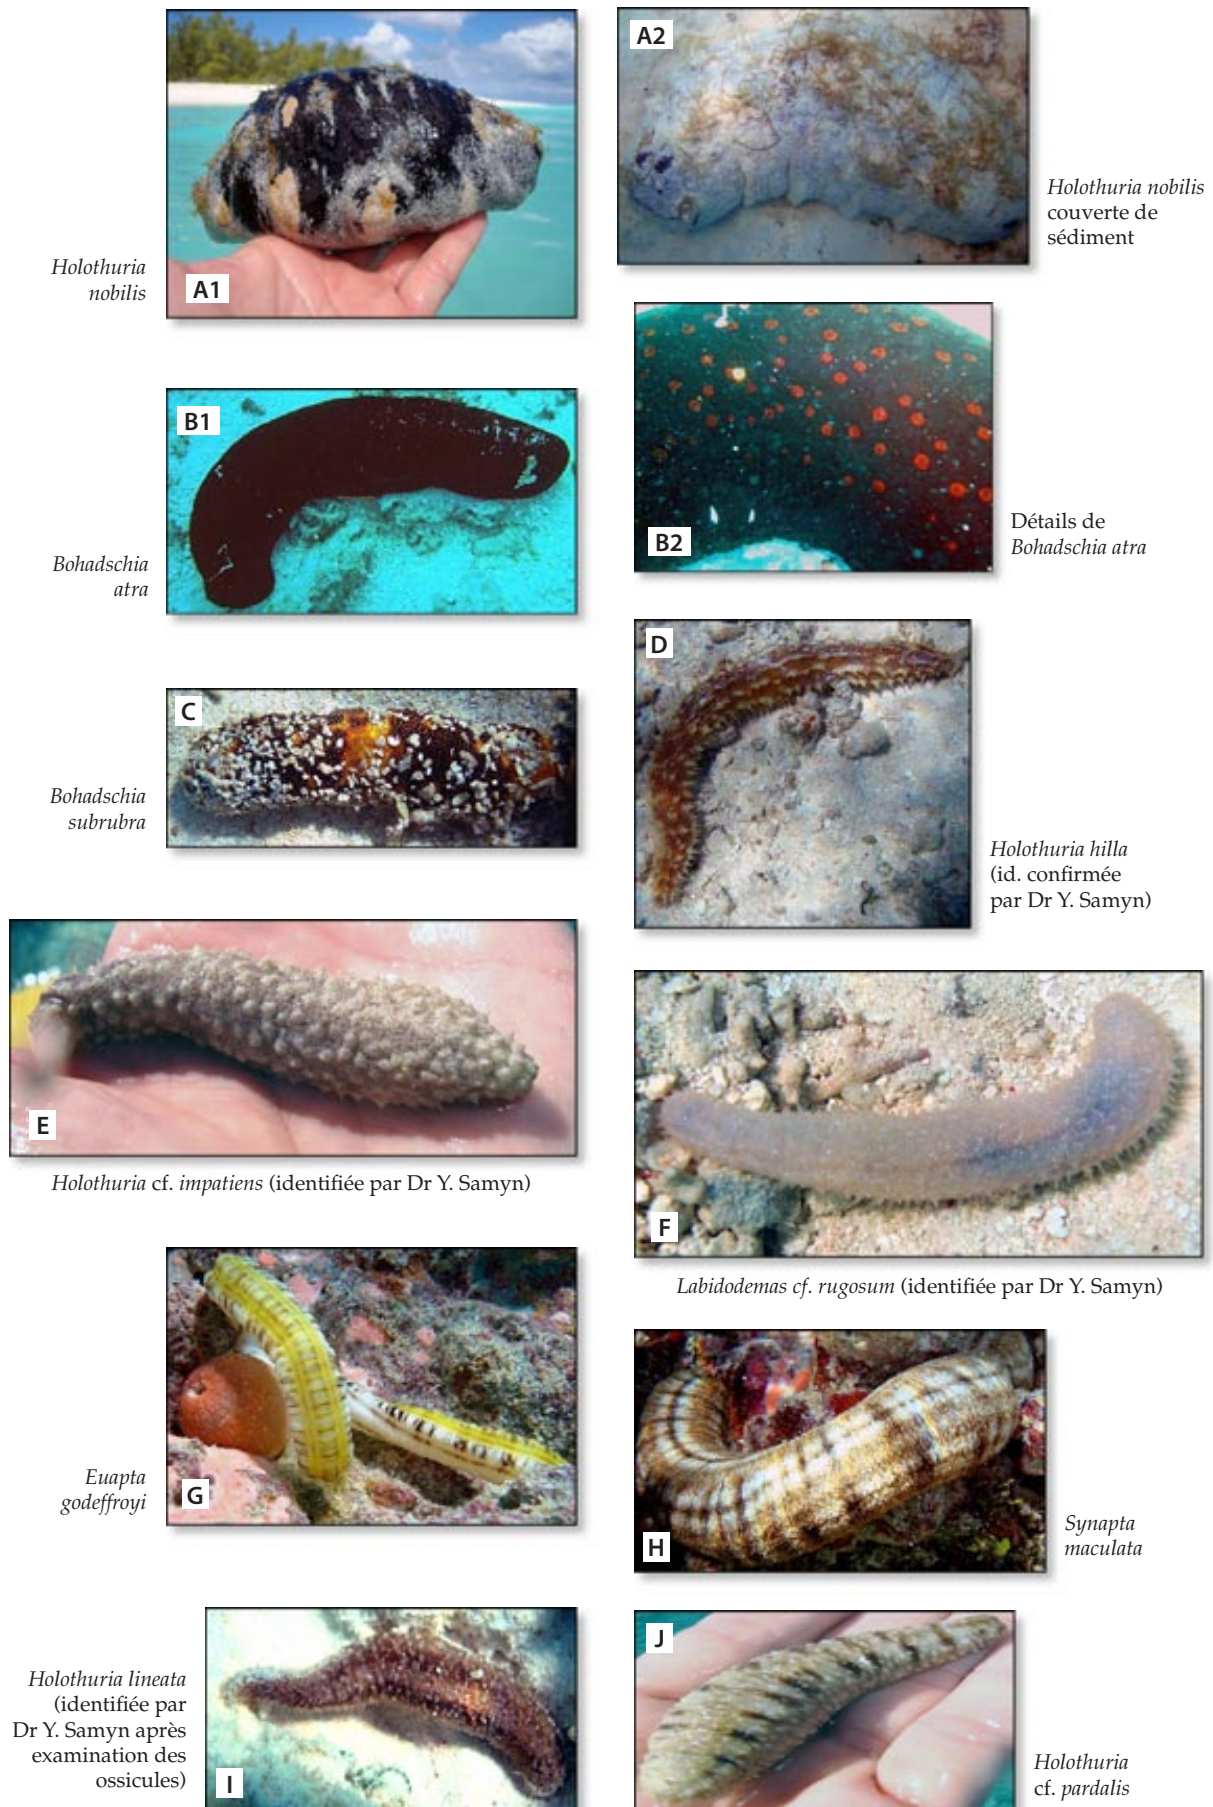 A1
Holothuria
nobilis
A2
Holothuria nobilis
couverte de
sédiment
B1
Bohadschia
atra
B2
Détails de
Bohadschia atra
C
Bohadschia
subrubra
D
Holothuria hilla
(id. confirmée
par Dr Y. Samyn)
E
Holothuria cf. impatiens (identifiée par Dr Y. Samyn)
F
Labidodemas cf. rugosum (identifiée par Dr Y. Samyn)
G
Euapta
godeffroyi
H
Synapta
maculata
I
Holothuria lineata
(identifiée par
Dr Y. Samyn après
examination des
ossicules)
J
Holothuria
cf. pardalis